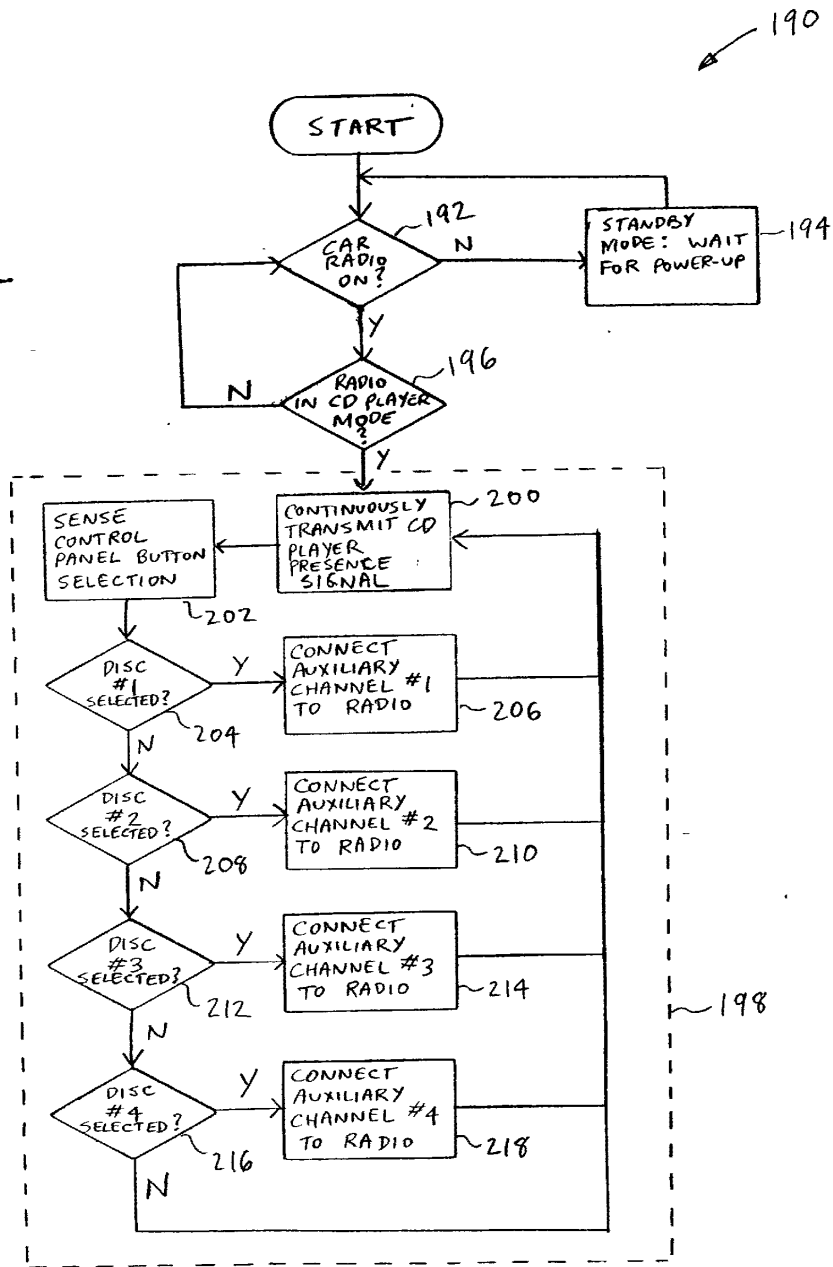 190
START
192
CAR
RADIO
ON?
N
STANDBY
MODE: WAIT
FOR POWER-UP
194
Y
196
RADIO
IN CD PLAYER
MODE
?
N
Y
200
CONTINUOUSLY
TRANSMIT CD
PLAYER
PRESENCE
SIGNAL
SENSE
CONTROL
PANEL BUTTON
SELECTION
202
DISC
#1
SELECTED?
Y
204
N
CONNECT
AUXILIARY
CHANNEL #1
TO RADIO
206
DISC
#2
SELECTED?
Y
208
N
CONNECT
AUXILIARY
CHANNEL #2
TO RADIO
210
DISC
#3
SELECTED?
Y
212
N
CONNECT
AUXILIARY
CHANNEL #3
TO RADIO
214
198
DISC
#4
SELECTED?
Y
216
N
CONNECT
AUXILIARY
CHANNEL #4
TO RADIO
218